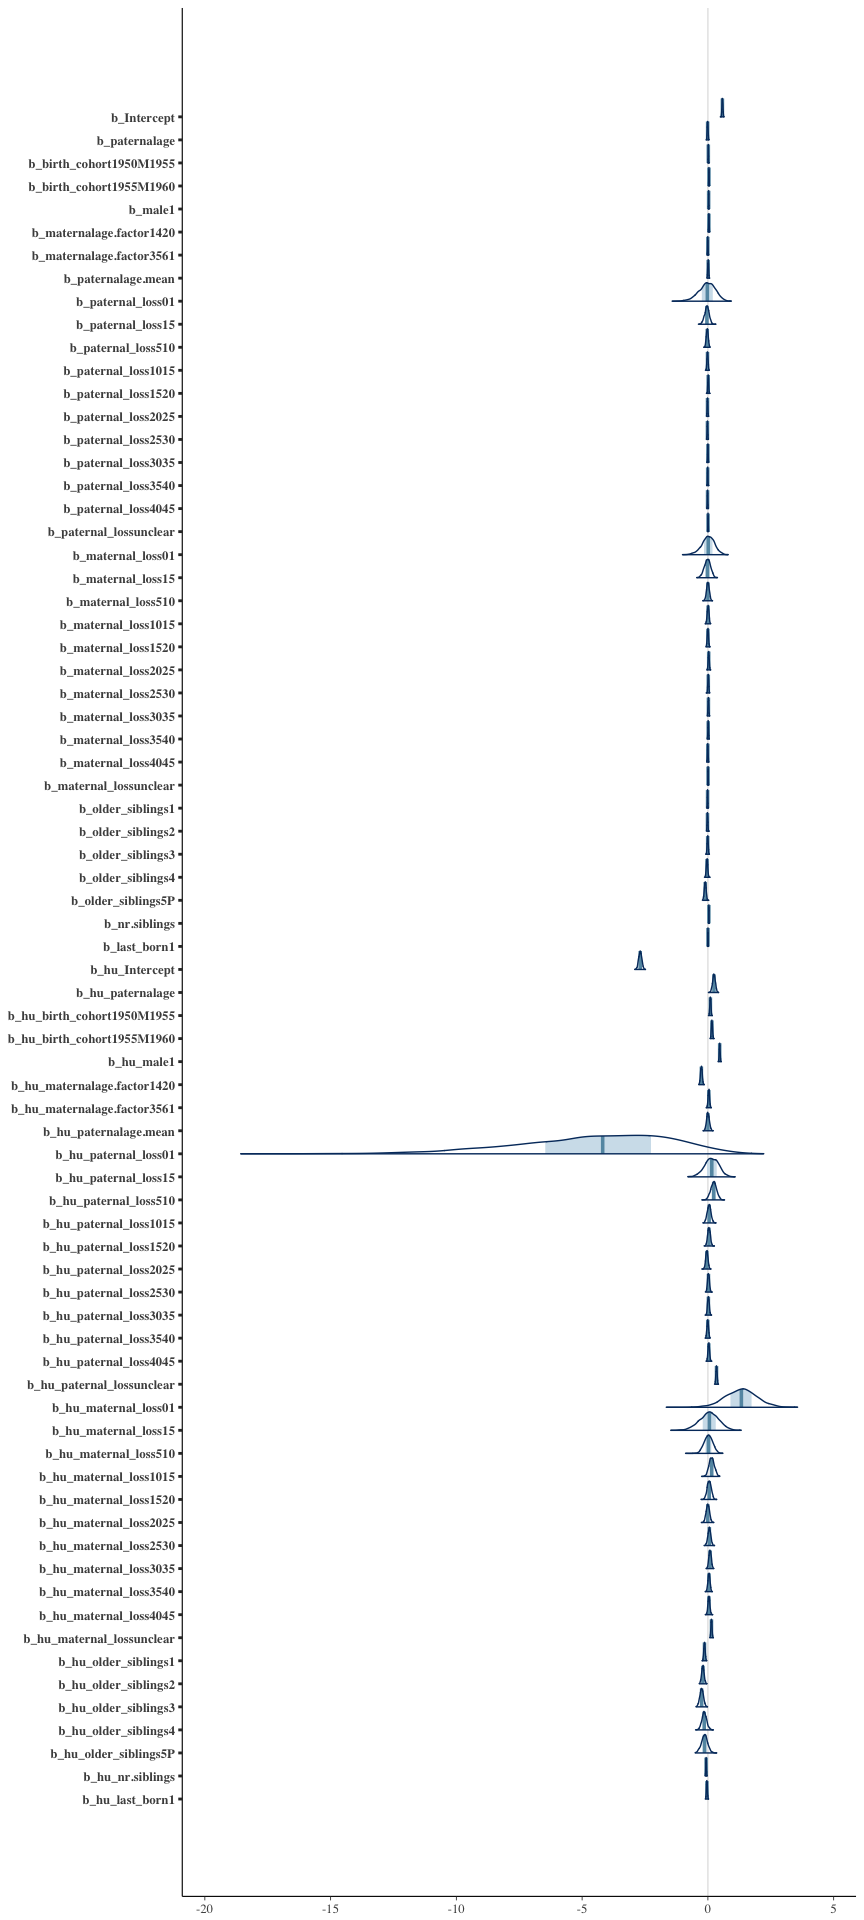 b_Intercept
b_paternalage
b_birth_cohort1950M1955
b_birth_cohort1955M1960
b_male1
b_maternalage.factor1420
b_maternalage.factor3561
b_paternalage.mean
b_paternal_loss01
b_paternal_loss15
b_paternal_loss510
b_paternal_loss1015
b_paternal_loss1520
b_paternal_loss2025
b_paternal_loss2530
b_paternal_loss3035
b_paternal_loss3540
b_paternal_loss4045
b_paternal_lossunclear
b_maternal_loss01
b_maternal_loss15
b_maternal_loss510
b_maternal_loss1015
b_maternal_loss1520
b_maternal_loss2025
b_maternal_loss2530
b_maternal_loss3035
b_maternal_loss3540
b_maternal_loss4045
b_maternal_lossunclear
b_older_siblings1
b_older_siblings2
b_older_siblings3
b_older_siblings4
b_older_siblings5P
b_nr.siblings
b_last_born1
b_hu_Intercept
b_hu_paternalage
b_hu_birth_cohort1950M1955
b_hu_birth_cohort1955M1960
b_hu_male1
b_hu_maternalage.factor1420
b_hu_maternalage.factor3561
b_hu_paternalage.mean
b_hu_paternal_loss01
b_hu_paternal_loss15
b_hu_paternal_loss510
b_hu_paternal_loss1015
b_hu_paternal_loss1520
b_hu_paternal_loss2025
b_hu_paternal_loss2530
b_hu_paternal_loss3035
b_hu_paternal_loss3540
b_hu_paternal_loss4045
b_hu_paternal_lossunclear
b_hu_maternal_loss01
b_hu_maternal_loss15
b_hu_maternal_loss510
b_hu_maternal_loss1015
b_hu_maternal_loss1520
b_hu_maternal_loss2025
b_hu_maternal_loss2530
b_hu_maternal_loss3035
b_hu_maternal_loss3540
b_hu_maternal_loss4045
b_hu_maternal_lossunclear
b_hu_older_siblings1
b_hu_older_siblings2
b_hu_older_siblings3
b_hu_older_siblings4
b_hu_older_siblings5P
b_hu_nr.siblings
b_hu_last_born1
-20 -15 -10 -5 0 5